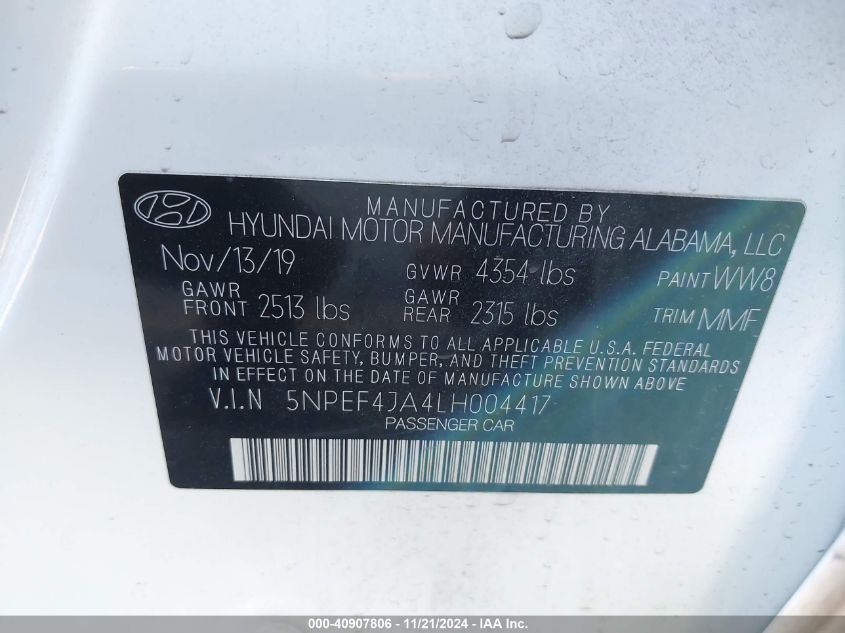 MANUFACTURED BY
HYUNDAI MOTOR MANUFACTURING ALABAMA, LLC
Nov/13/19 GVWR 4354 lbs PAINT WW8
GAWR FRONT 2513 lbs GAWR REAR 2315 lbs TRIM MMF
THIS VEHICLE CONFORMS TO ALL APPLICABLE U.S.A. FEDERAL
MOTOR VEHICLE SAFETY, BUMPER, AND THEFT PREVENTION STANDARDS
IN EFFECT ON THE DATE OF MANUFACTURE SHOWN ABOVE
V.I.N 5NPEF4JA4LH004417
PASSENGER CAR
000-40907806 - 11/21/2024 - IAAI.COM